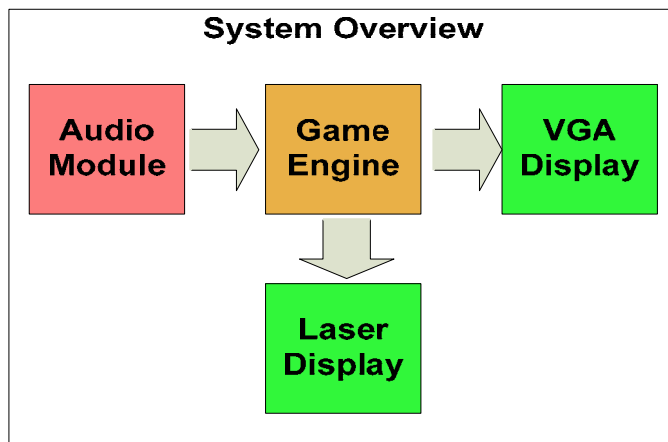 System Overview
Audio
Module
Game
Engine
VGA
Display
Laser
Display